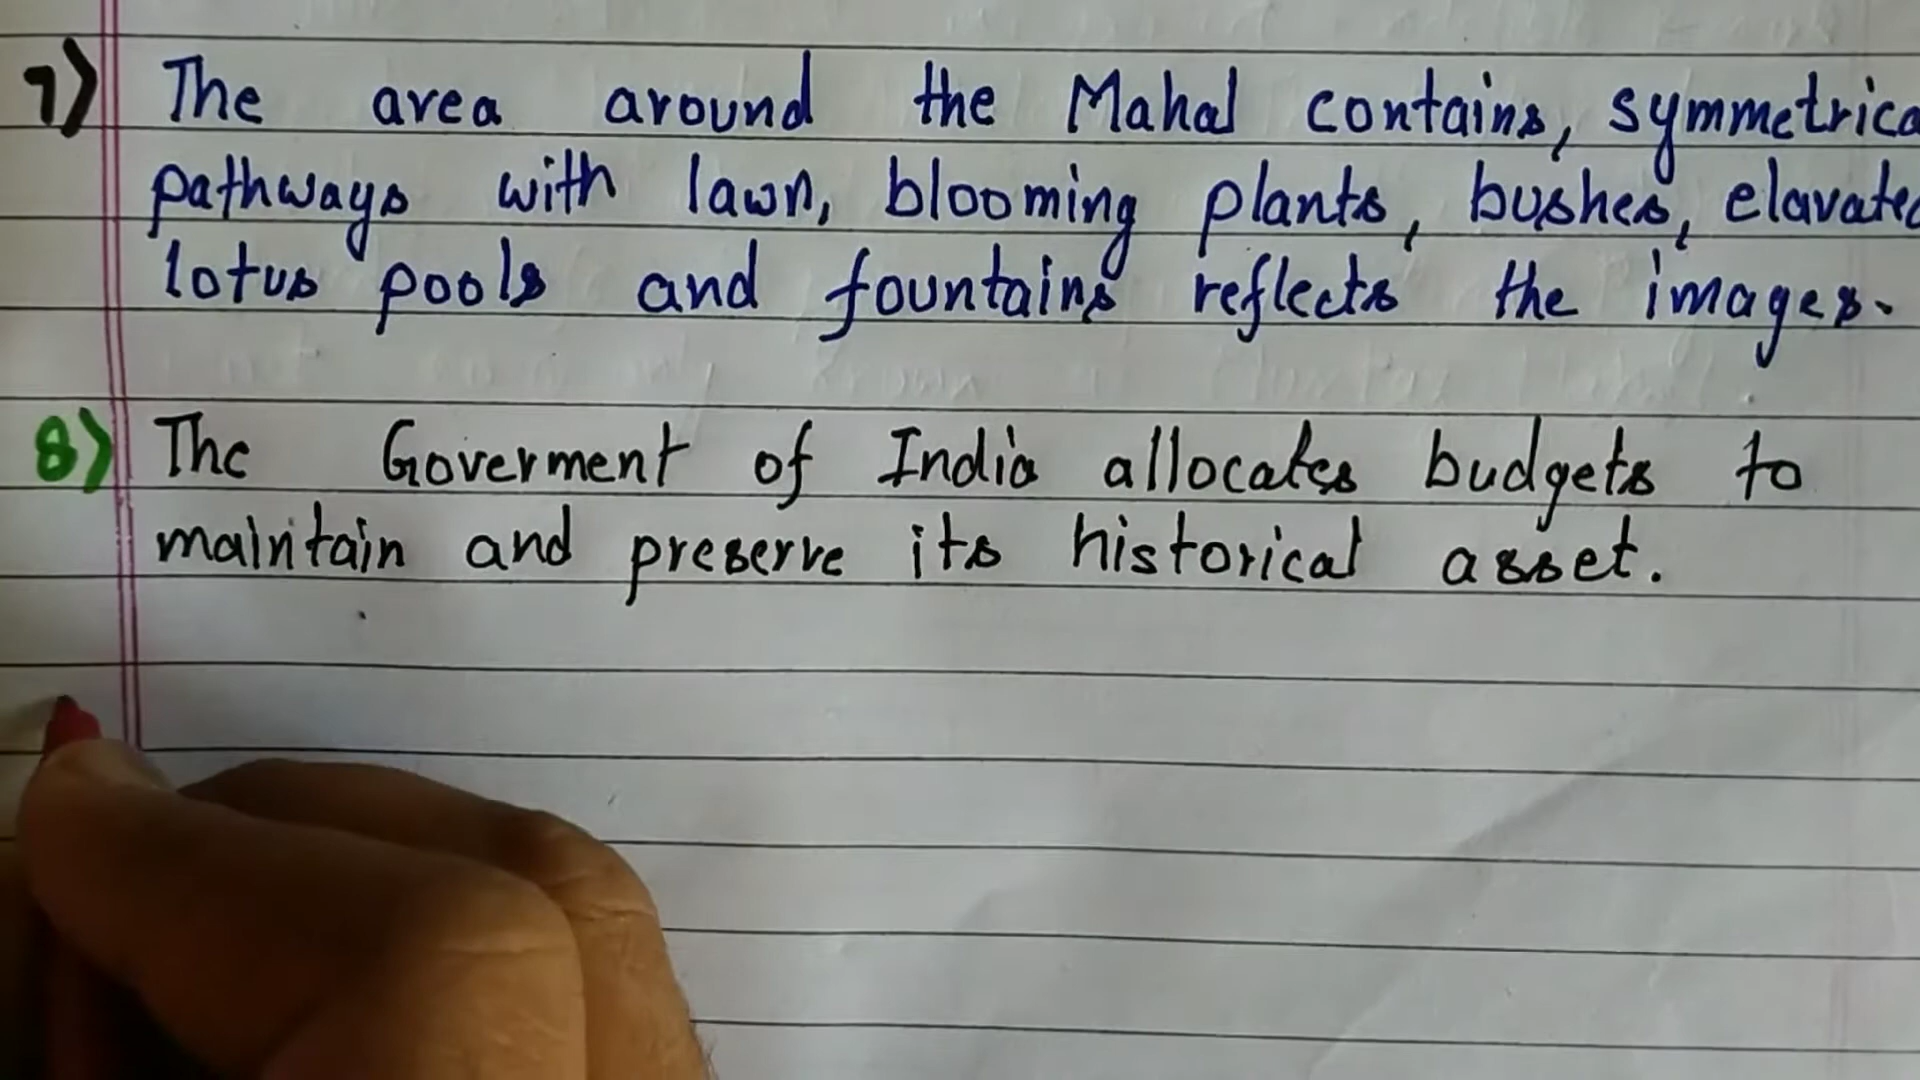 7) The area around the Mahal contains, symmetrica
pathways with lawn, blooming plants, bushes, elavated
lotus pools and fountains reflects the images.
8) The Goverment of India allocates budgets to
maintain and preserve its historical asset.